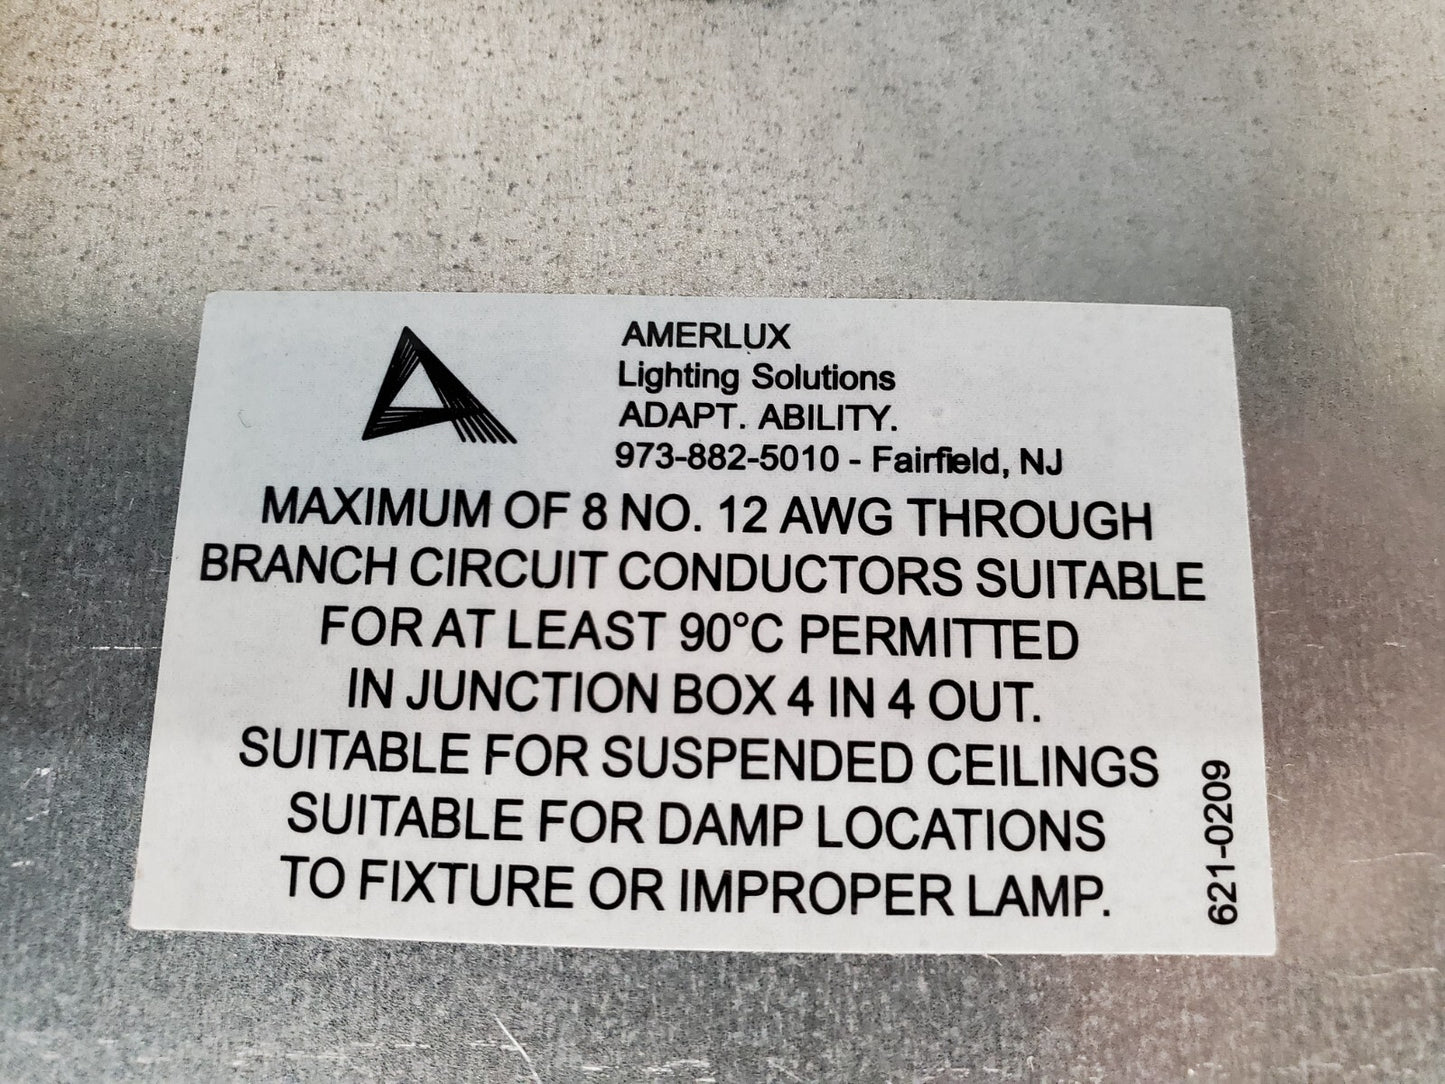 AMERLUX
Lighting Solutions
ADAPT. ABILITY.
973-882-5010 - Fairfield, NJ
MAXIMUM OF 8 NO. 12 AWG THROUGH
BRANCH CIRCUIT CONDUCTORS SUITABLE
FOR AT LEAST 90°C PERMITTED
IN JUNCTION BOX 4 IN 4 OUT.
SUITABLE FOR SUSPENDED CEILINGS
SUITABLE FOR DAMP LOCATIONS
TO FIXTURE OR IMPROPER LAMP.
621-0209